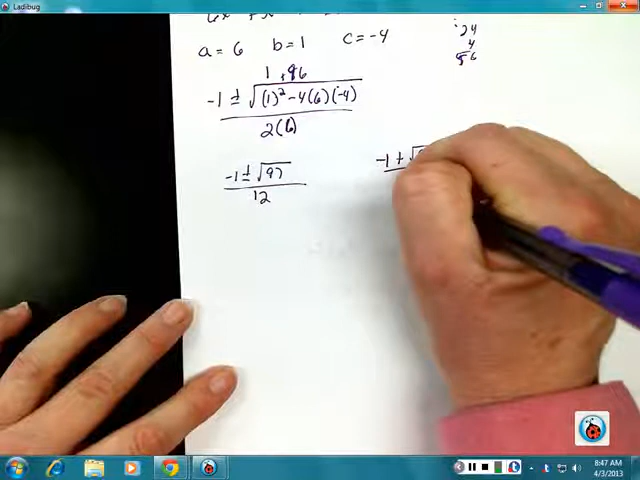 Ladibug
24
4
a = 6 b = 1 c = -4
56
1 , 96
-1 ± √(1)² - 4(6)(-4)
2(6)
-1 ± √97
12
-1 + √
8:47 AM
4/3/2013